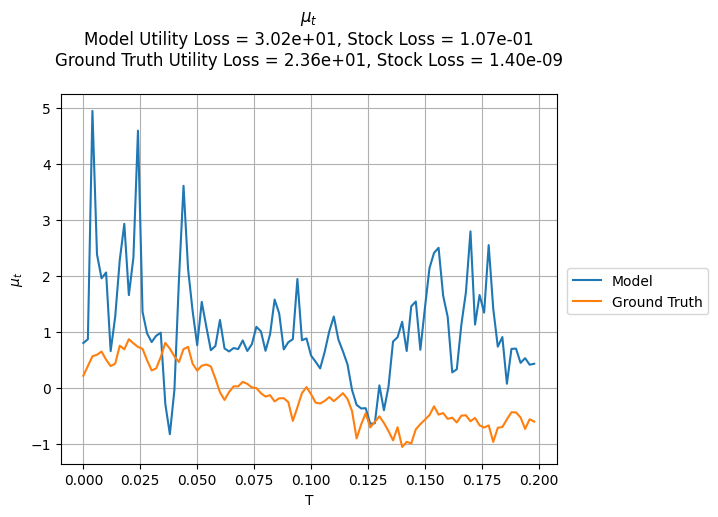 μt
Model Utility Loss = 3.02e+01, Stock Loss = 1.07e-01
Ground Truth Utility Loss = 2.36e+01, Stock Loss = 1.40e-09
5
4
3
2
1
0
−1
μt
0.000 0.025 0.050 0.075 0.100 0.125 0.150 0.175 0.200
T
Model
Ground Truth